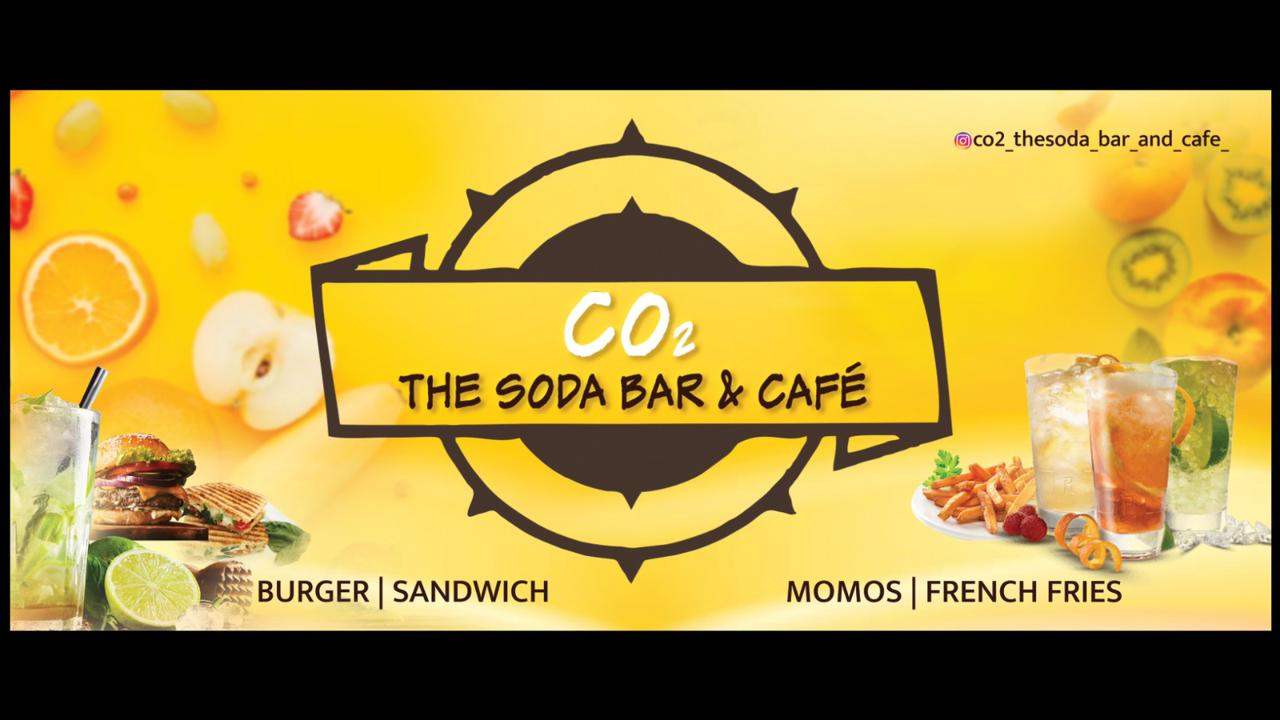 co2_thesoda_bar_and_cafe_
CO₂
THE SODA BAR & CAFÉ
BURGER | SANDWICH
MOMOS | FRENCH FRIES